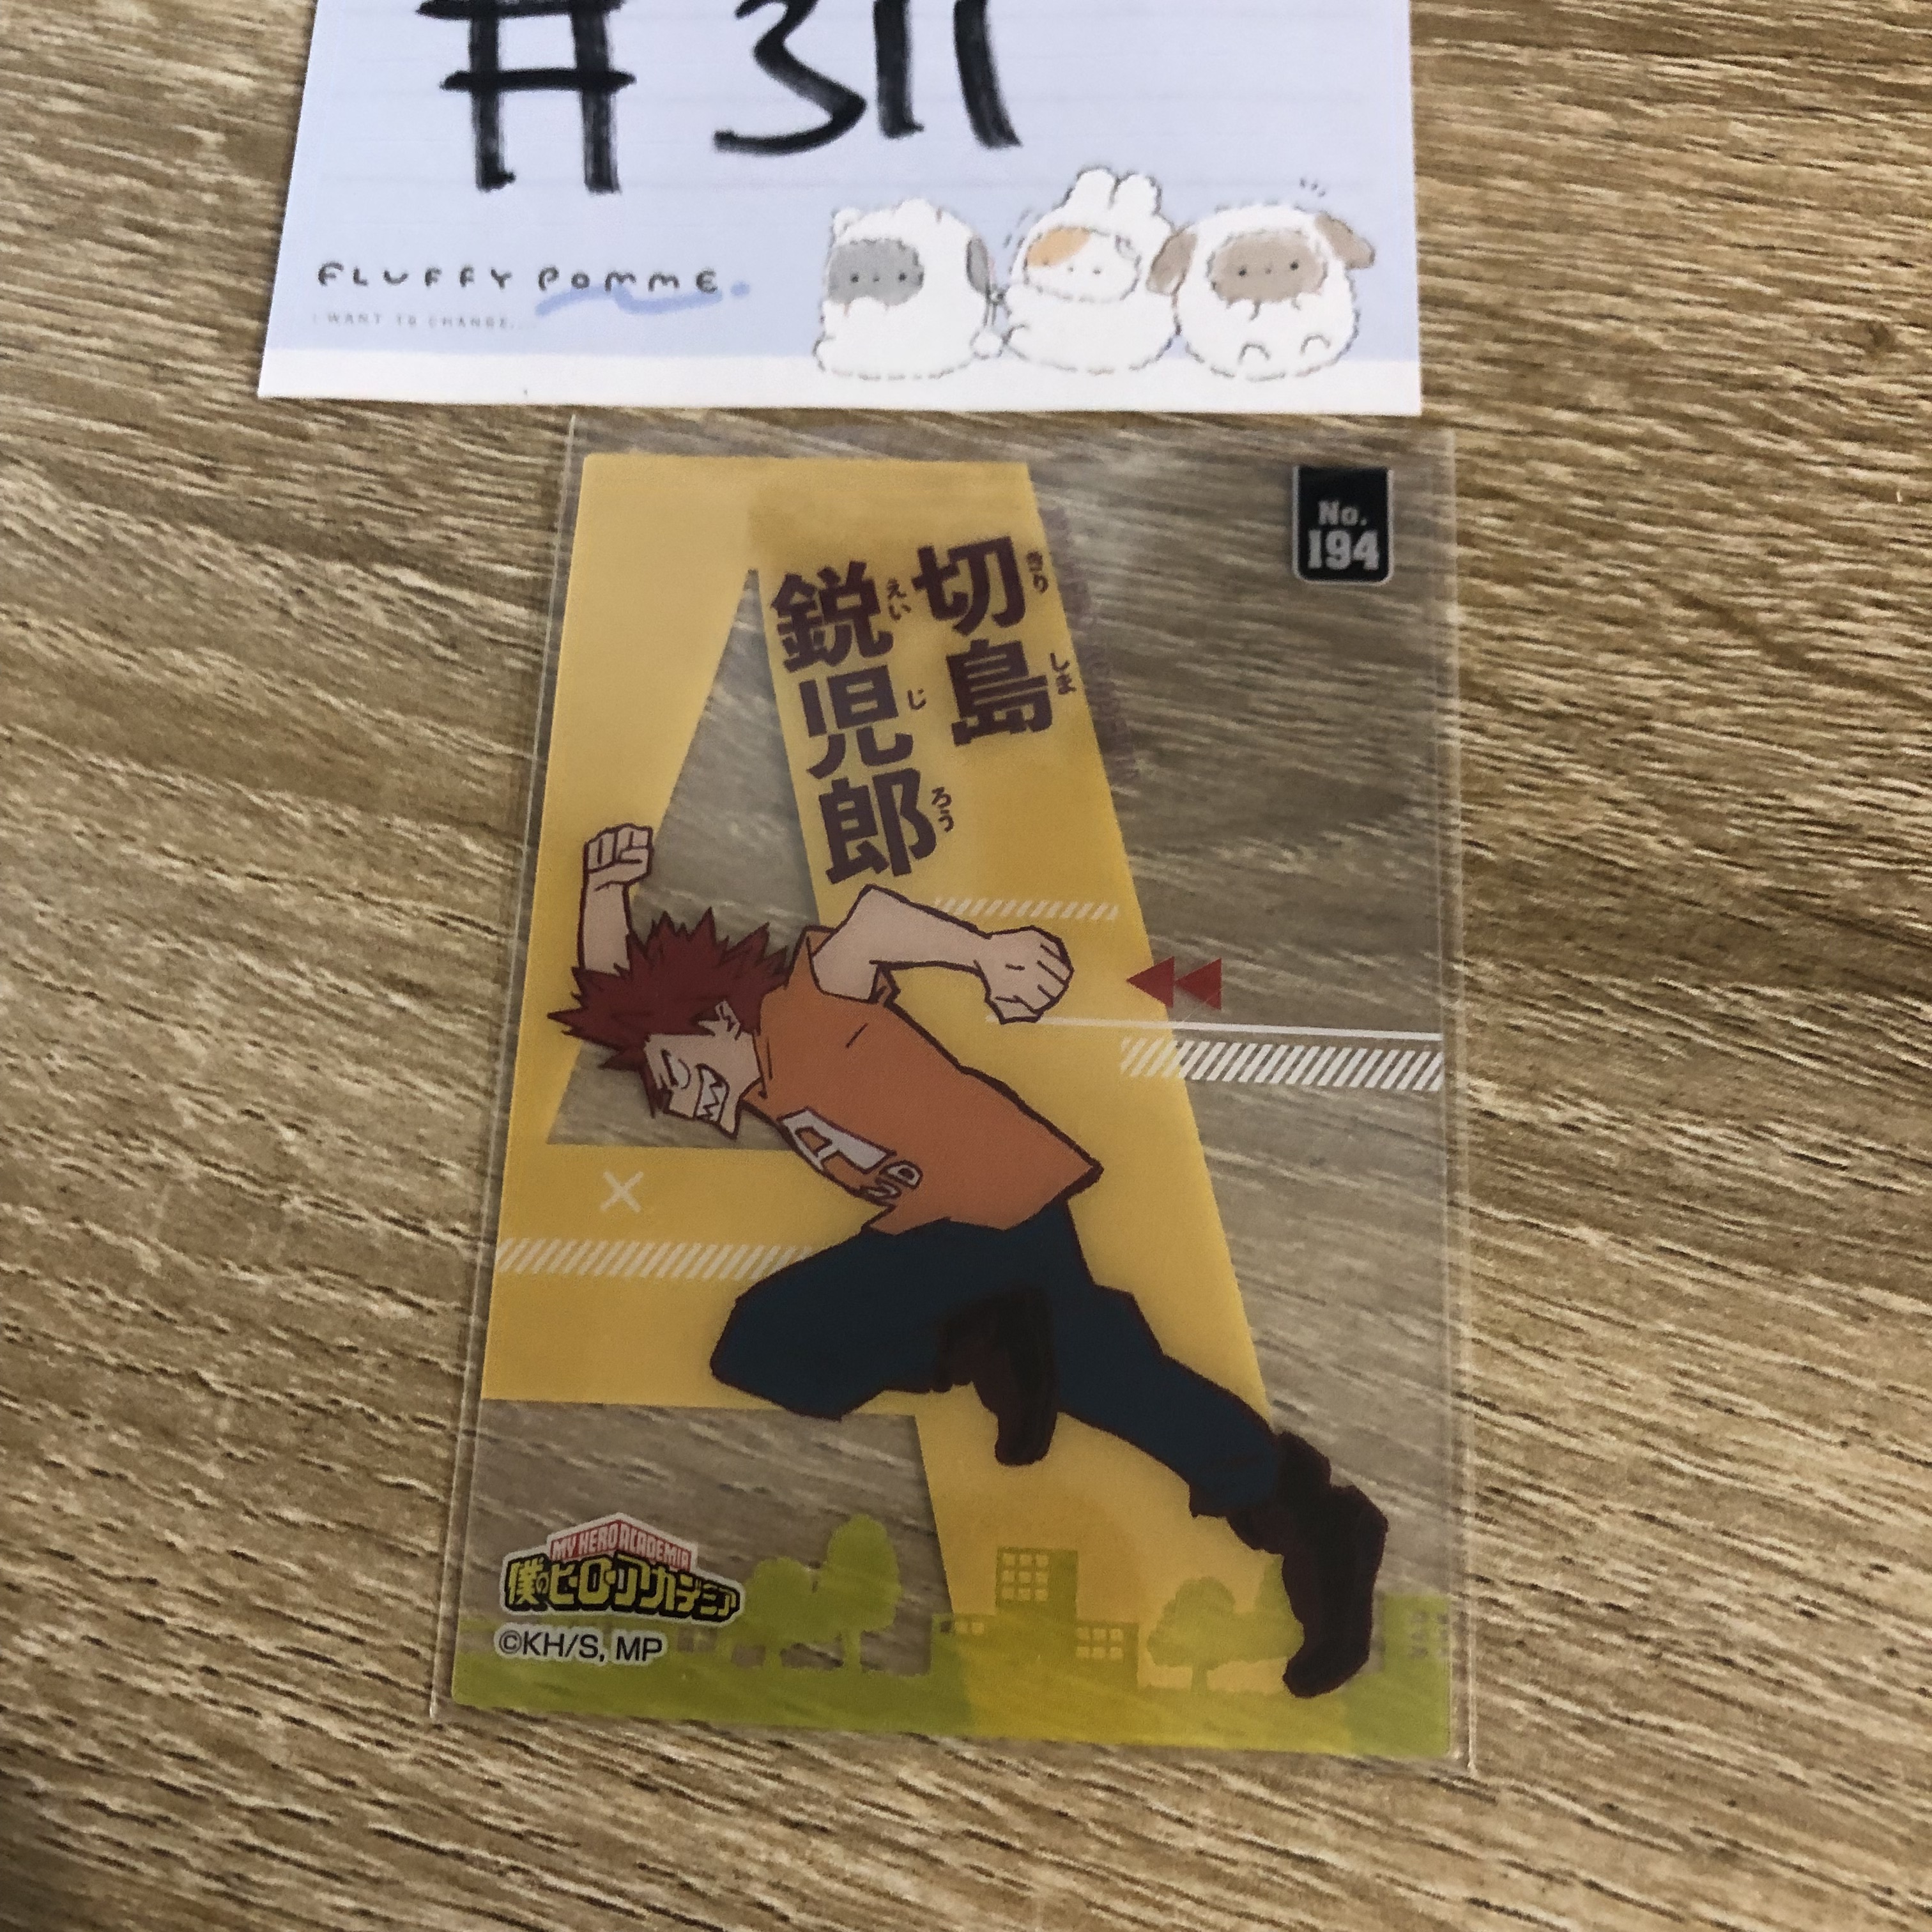 # 311
FLUFFY POMME.
I WANT TO CHANGE...
No.
194
切島
きり
しま
鋭児郎
えい
じ
ろう
A
MY HERO ACADEMIA
僕のヒーローアカデミア
©KH/S, MP